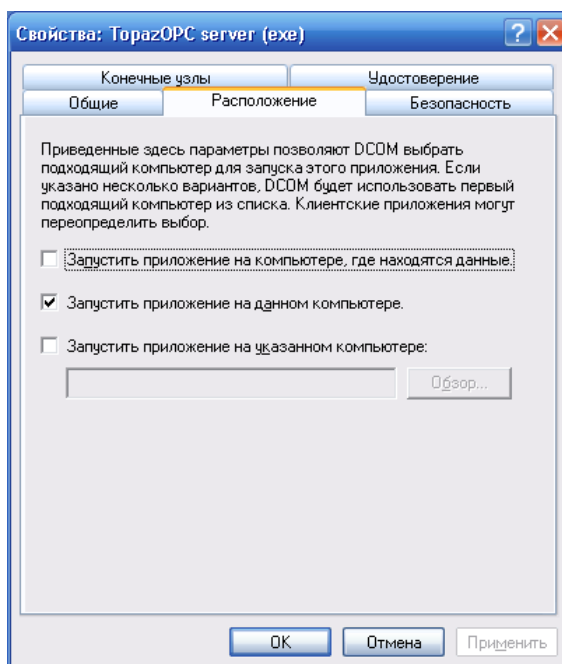 Свойства: TopazOPC server (exe)
Конечные узлы
Удостоверение
Общие
Расположение
Безопасность
Приведенные здесь параметры позволяют DCOM выбрать
подходящий компьютер для запуска этого приложения. Если
указано несколько вариантов, DCOM будет использовать первый
подходящий компьютер из списка. Клиентские приложения могут
переопределить выбор.
Запустить приложение на компьютере, где находятся данные.
Запустить приложение на данном компьютере.
Запустить приложение на указанном компьютере:
Обзор...
ОК
Отмена
Применить